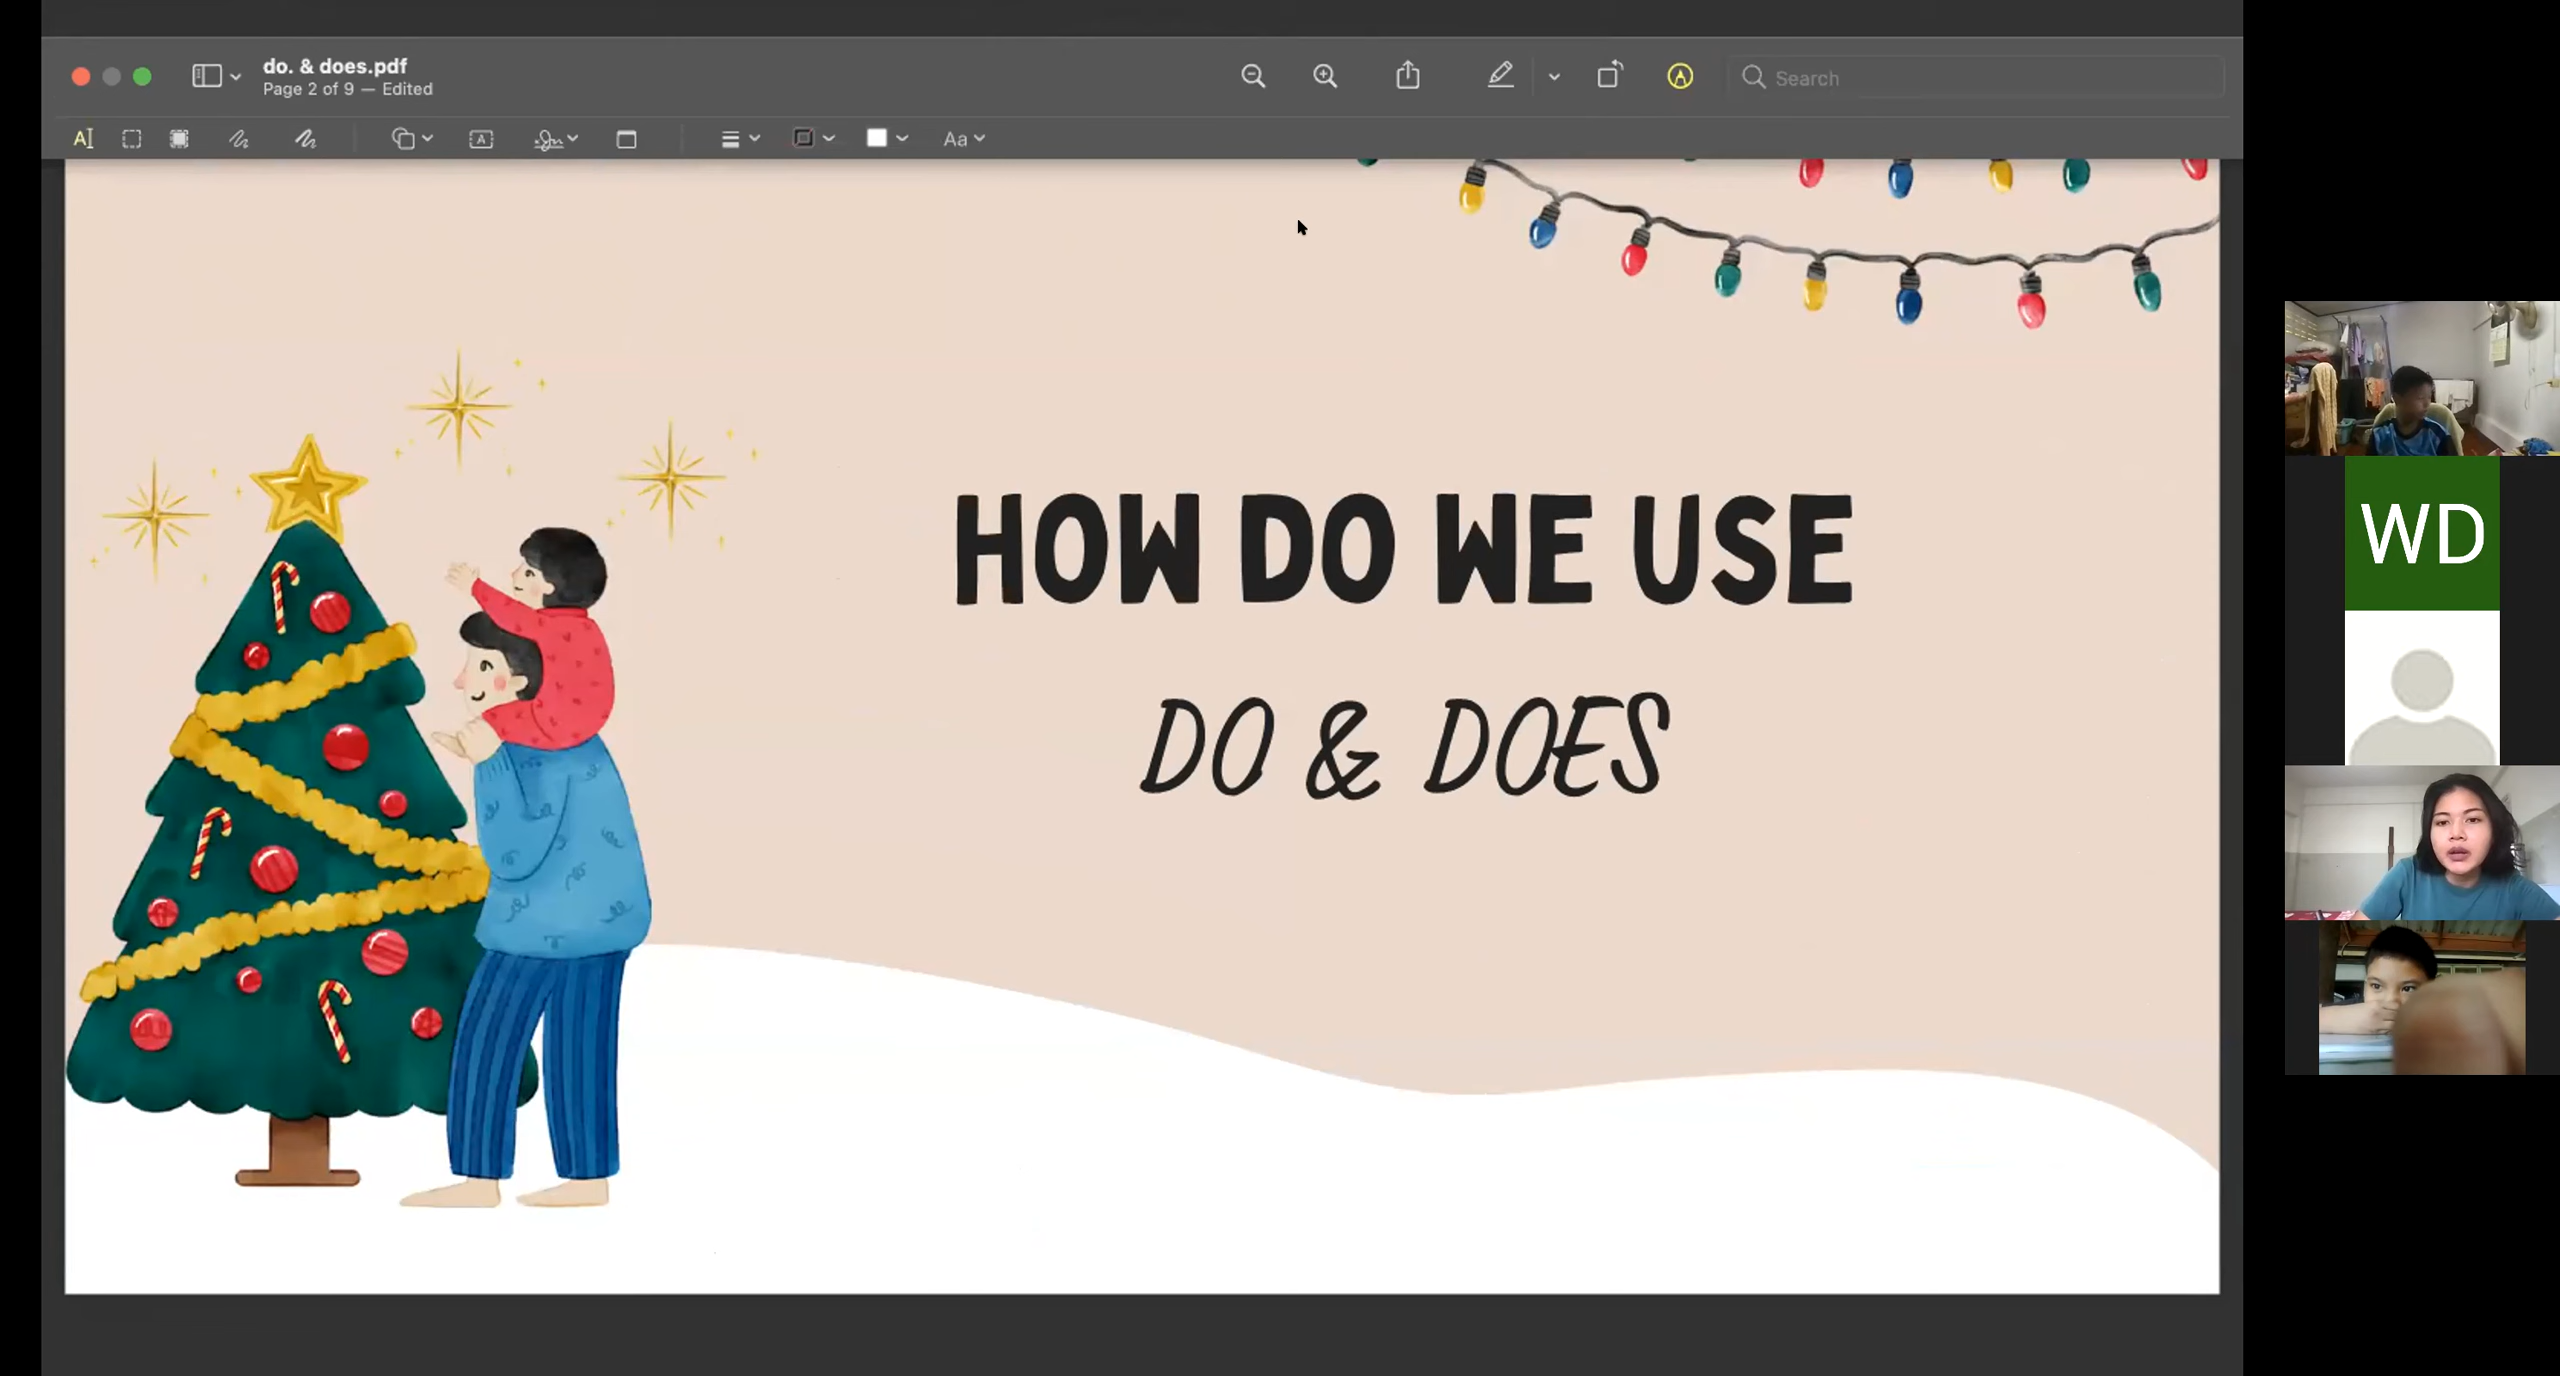 do. & does.pdf
Page 2 of 9 — Edited
Search
Aa
HOW DO WE USE
DO & DOES
WD